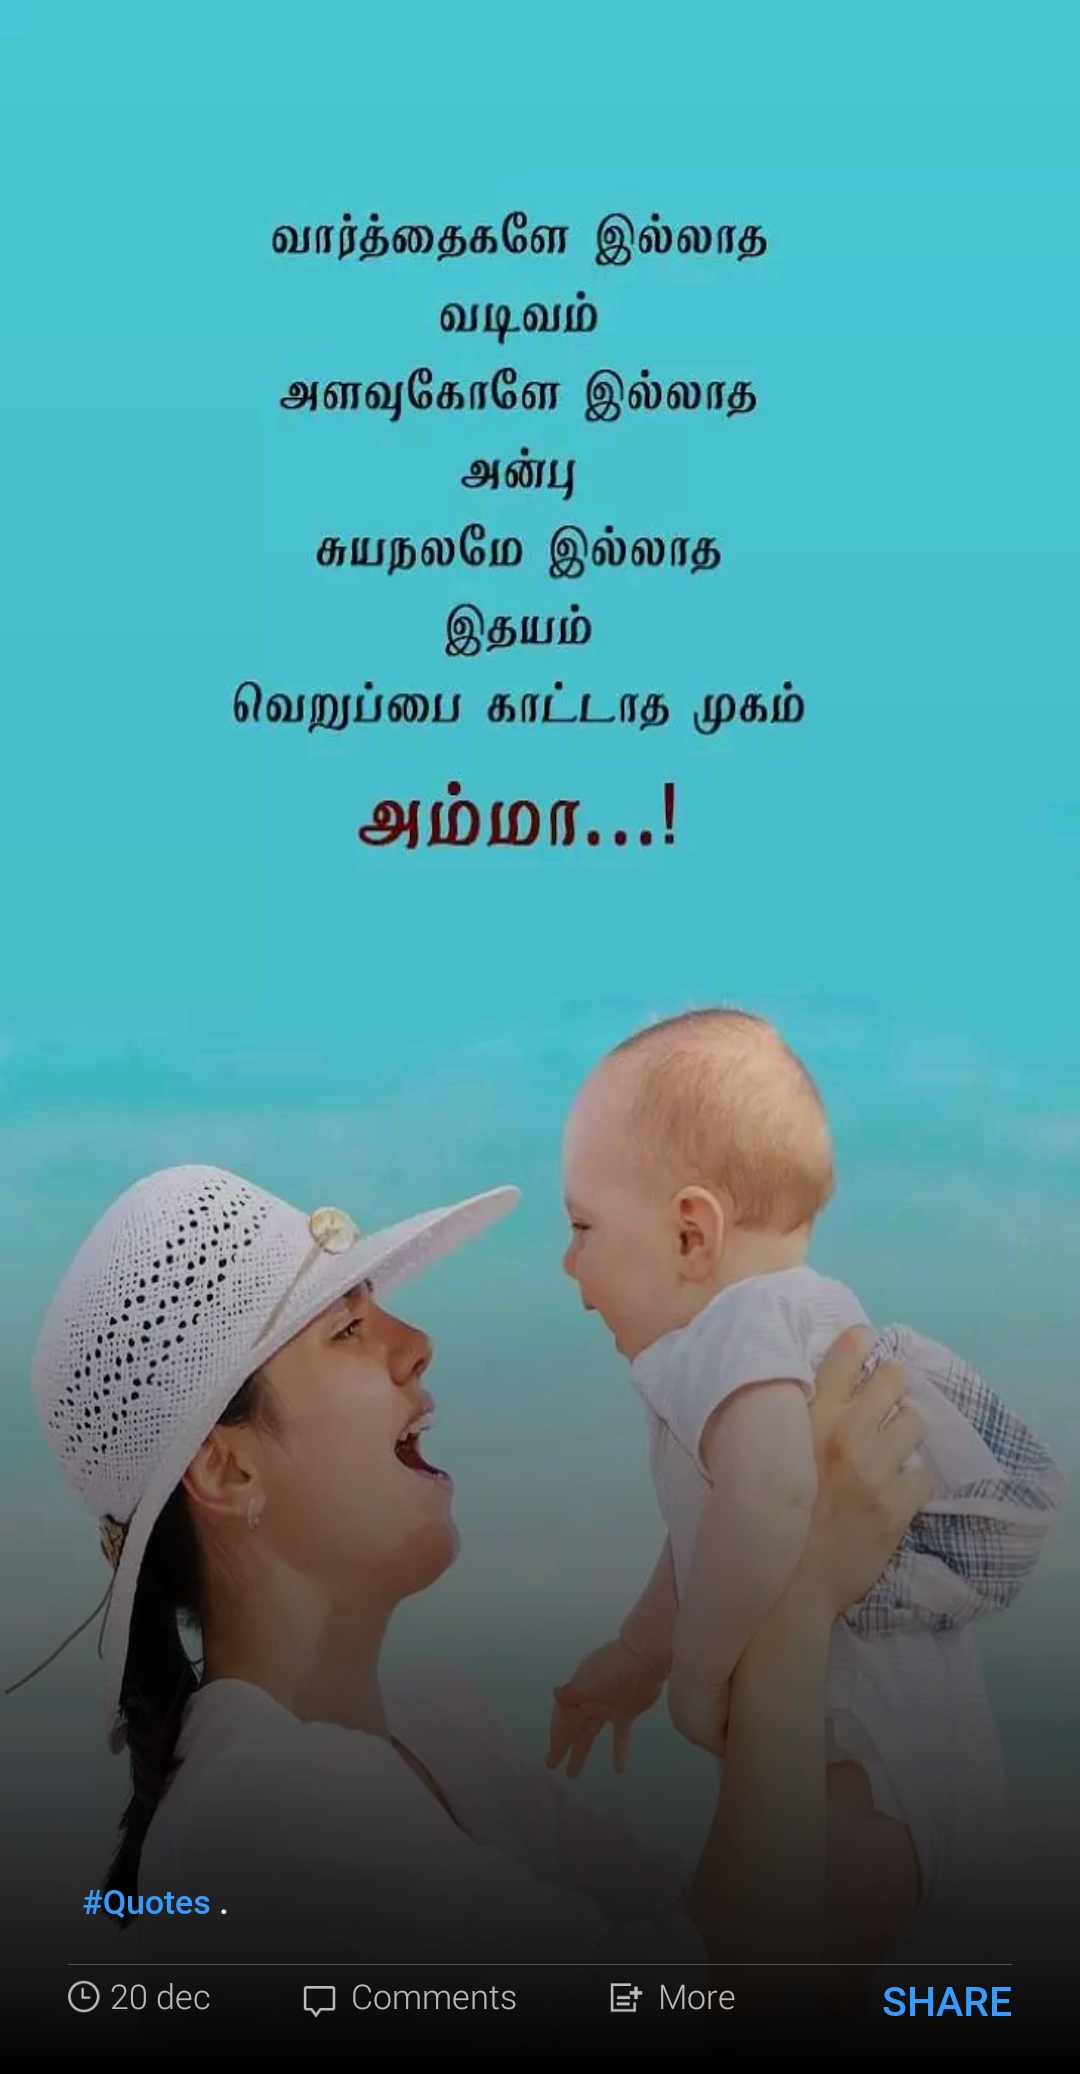 வார்த்தைகளே இல்லாத
வடிவம்
அளவுகோளே இல்லாத
அன்பு
சுயநலமே இல்லாத
இதயம்
வெறுப்பை காட்டாத முகம்
அம்மா...!
#Quotes .
20 dec
Comments
More
SHARE